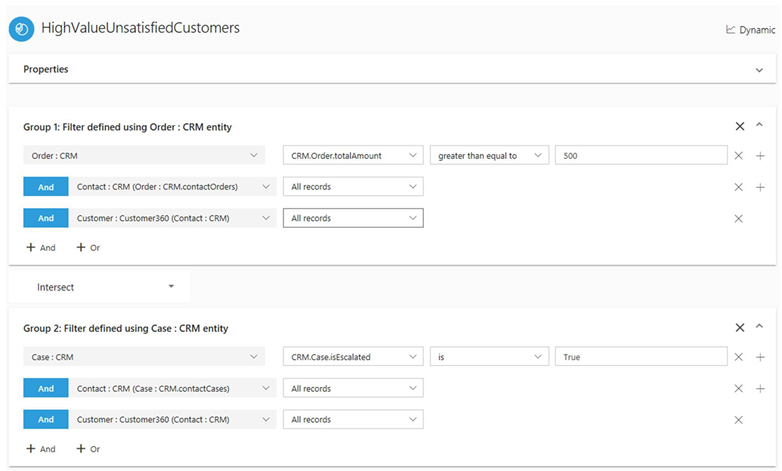 HighValueUnsatisfiedCustomers
Dynamic
Properties
Group 1: Filter defined using Order : CRM entity
Order : CRM CRM.Order.totalAmount greater than equal to 500
And Contact : CRM (Order : CRM.contactOrders) All records
And Customer : Customer360 (Contact : CRM) All records
+ And + Or
Intersect
Group 2: Filter defined using Case : CRM entity
Case : CRM CRM.Case.isEscalated is True
And Contact : CRM (Case : CRM.contactCases) All records
And Customer : Customer360 (Contact : CRM) All records
+ And + Or